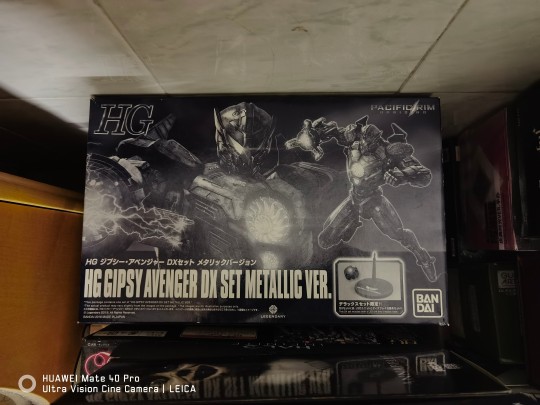 HG
PACIFIC RIM
HG ジプシー・アベンジャー DXセット メタリックバージョン
HG GIPSY AVENGER DX SET METALLIC VER.
デラックスセット限定!!
LEGENDARY
BAN
DAI
HUAWEI Mate 40 Pro
Ultra Vision Cine Camera | LEICA